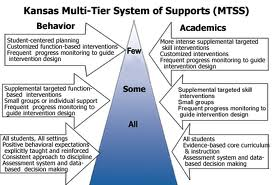 Kansas Multi-Tier System of Supports (MTSS)
Behavior
Student-centered planning
Customized function-based interventions
Frequent progress monitoring to guide
intervention design
Supplemental targeted function-
based interventions
Small groups or individual support
Frequent progress monitoring to
guide intervention design
All students, All settings
Positive behavioral expectations
explicitly taught and reinforced
Consistent approach to discipline
Assessment system and data-
based decision making
Few
Some
All
Academics
More intense supplemental targeted
skill interventions
Customized interventions
Frequent progress monitoring to
guide intervention design
Supplemental targeted skill
interventions
Small groups
Frequent progress monitoring to
guide intervention design
All students
Evidence-based core curriculum
& instruction
Assessment system and data-
based decision making